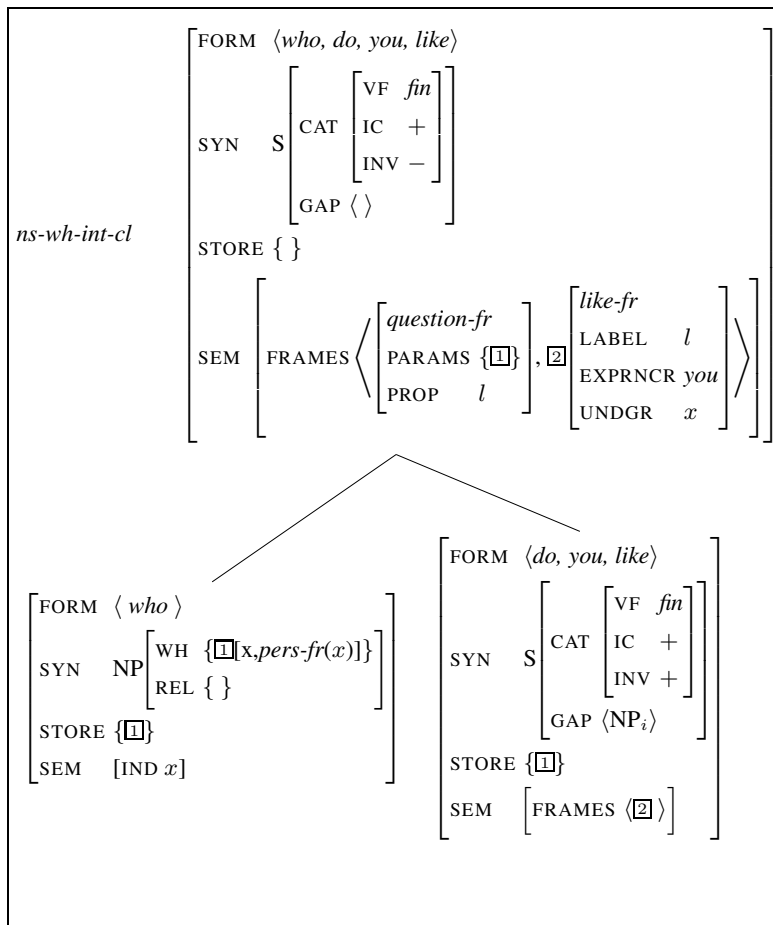 FORM ⟨who, do, you, like⟩
SYN S
CAT
VF fin
IC +
INV −
GAP ⟨ ⟩
ns-wh-int-cl
STORE { }
SEM
FRAMES
question-fr
PARAMS {1}
PROP l
, 2
like-fr
LABEL l
EXPRNCR you
UNDGR x
FORM ⟨ who ⟩
SYN NP
WH {1[x,pers-fr(x)]}
REL { }
STORE {1}
SEM [IND x]
FORM ⟨do, you, like⟩
SYN S
CAT
VF fin
IC +
INV +
GAP ⟨NPi⟩
STORE {1}
SEM [FRAMES ⟨2 ⟩]